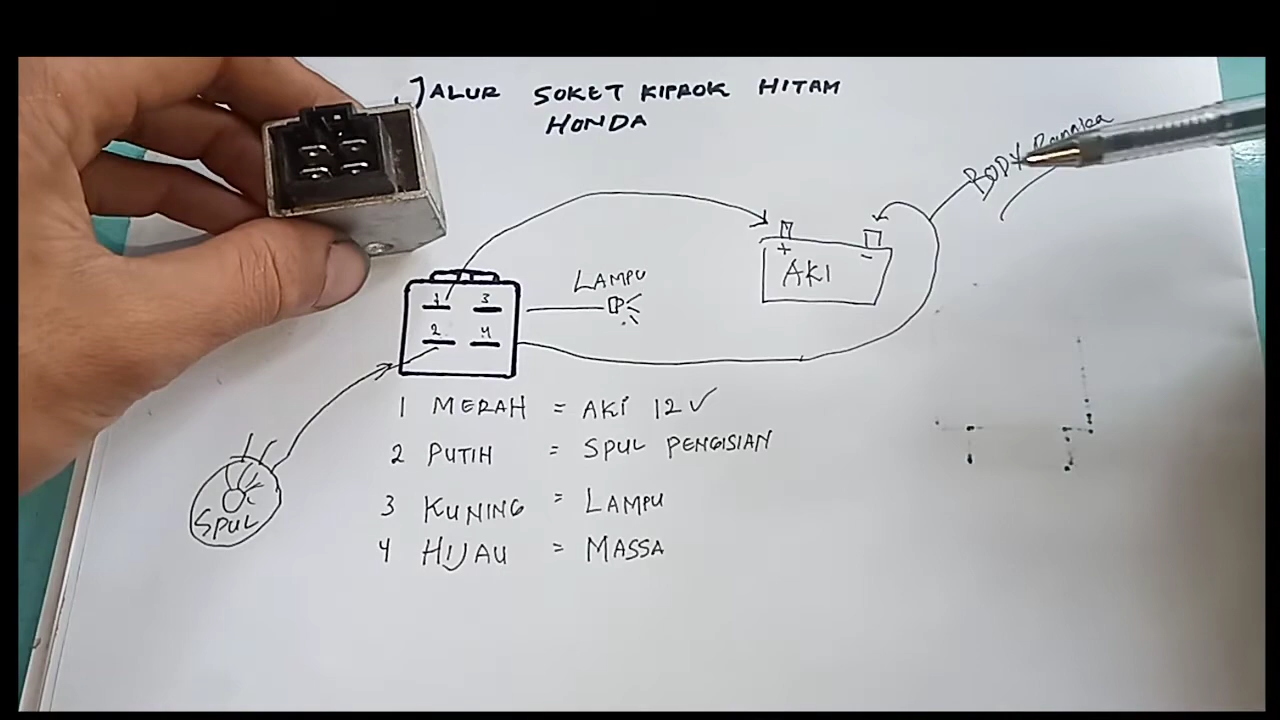 JALUR SOKET KIPROK HITAM
HONDA
BODY
LAMPU
1 3
2 4
+ -
AKI
SPUL
1 MERAH = AKI 12V
2 PUTIH = SPUL PENGISIAN
3 KUNING = LAMPU
4 HIJAU = MASSA